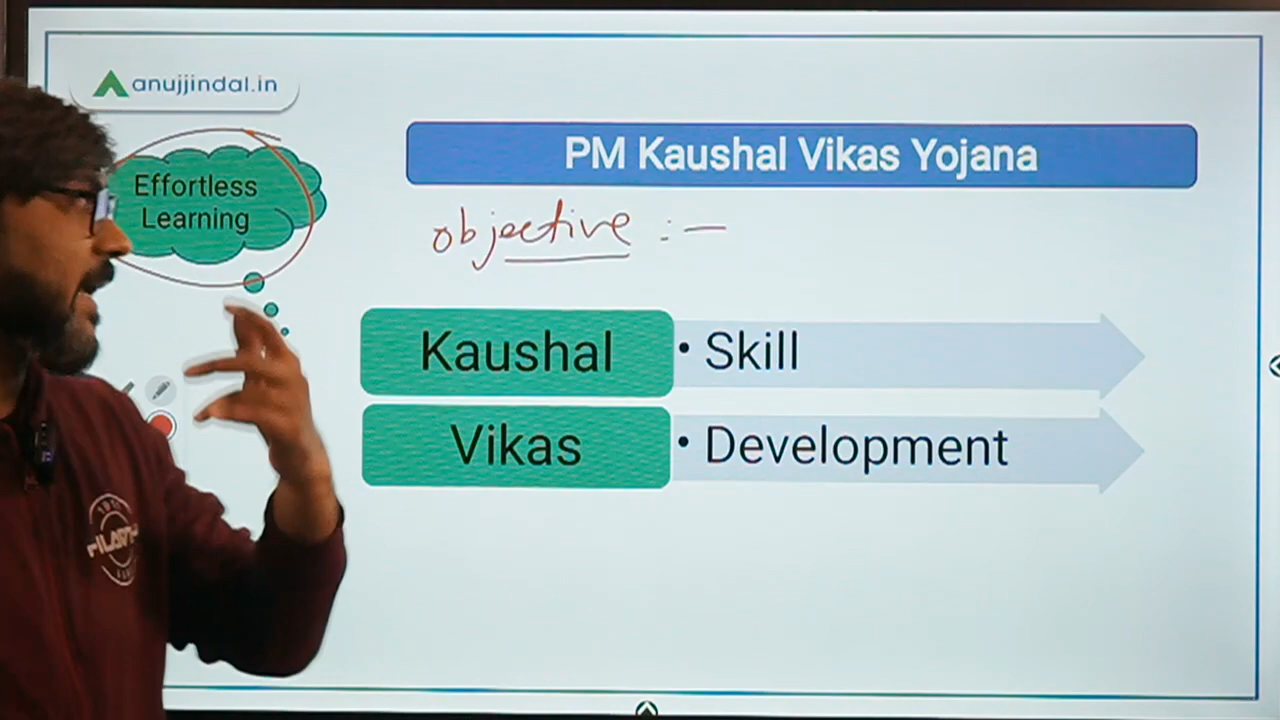 anujjindal.in
PM Kaushal Vikas Yojana
Effortless
Learning
objective :-
Kaushal
• Skill
Vikas
• Development